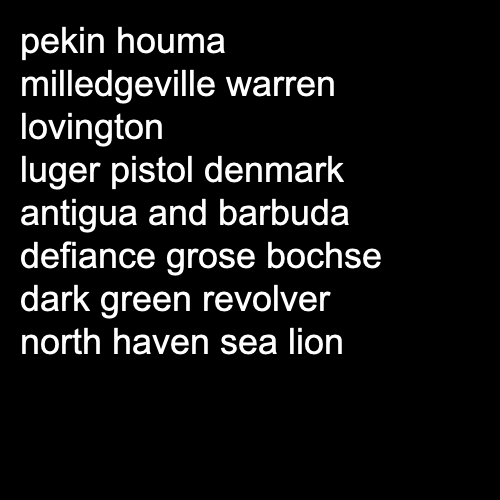 pekin houma
milledgeville warren
lovington
luger pistol denmark
antigua and barbuda
defiance grose bochse
dark green revolver
north haven sea lion